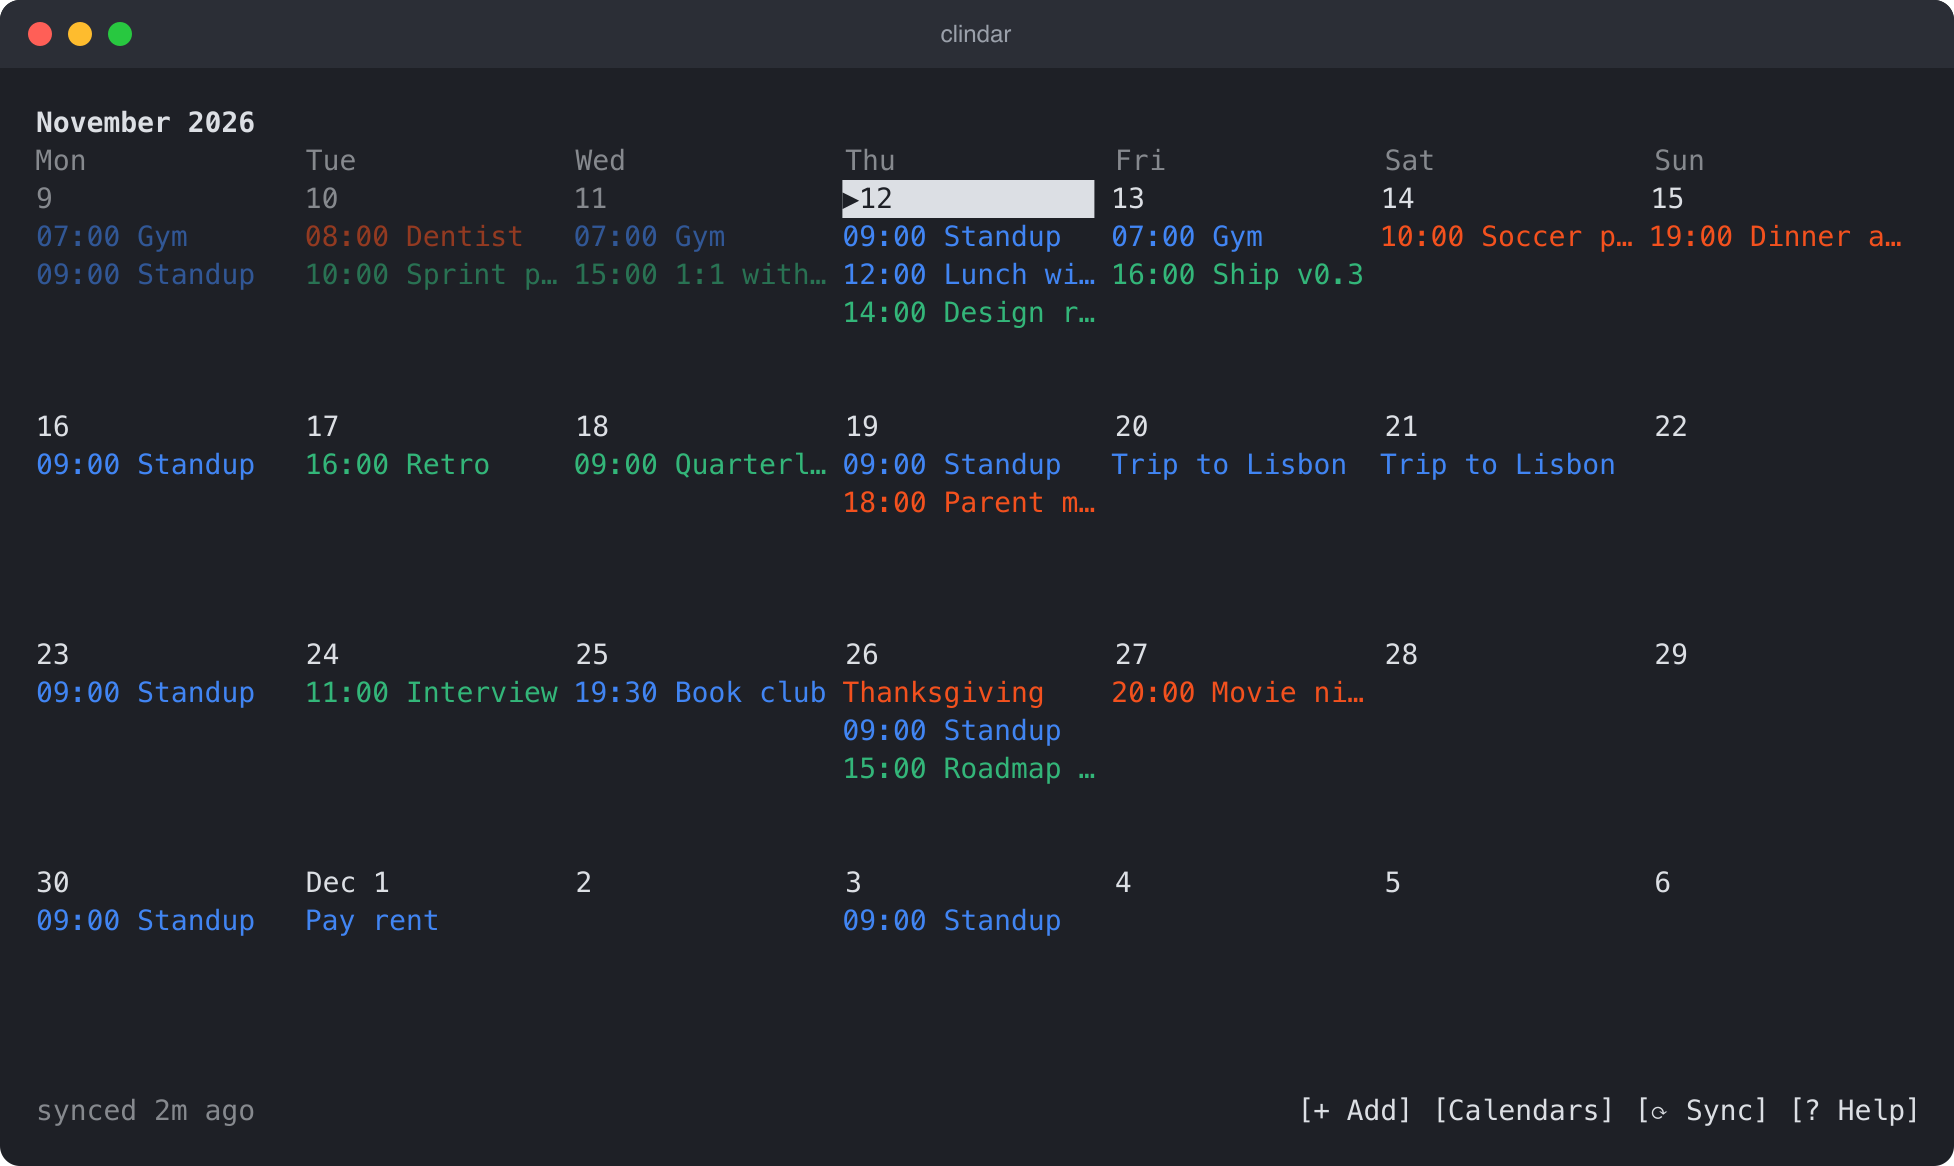 clindar
November 2026
Mon Tue Wed Thu Fri Sat Sun
9 10 11 ▶12 13 14 15
07:00 Gym 08:00 Dentist 07:00 Gym 09:00 Standup 07:00 Gym 10:00 Soccer p… 19:00 Dinner a…
09:00 Standup 10:00 Sprint p… 15:00 1:1 with… 12:00 Lunch wi… 16:00 Ship v0.3
14:00 Design r…
16 17 18 19 20 21 22
09:00 Standup 16:00 Retro 09:00 Quarterl… 09:00 Standup Trip to Lisbon Trip to Lisbon
18:00 Parent m…
23 24 25 26 27 28 29
09:00 Standup 11:00 Interview 19:30 Book club Thanksgiving 20:00 Movie ni…
09:00 Standup
15:00 Roadmap …
30 Dec 1 2 3 4 5 6
09:00 Standup Pay rent 09:00 Standup
synced 2m ago [+ Add] [Calendars] [⟳ Sync] [? Help]